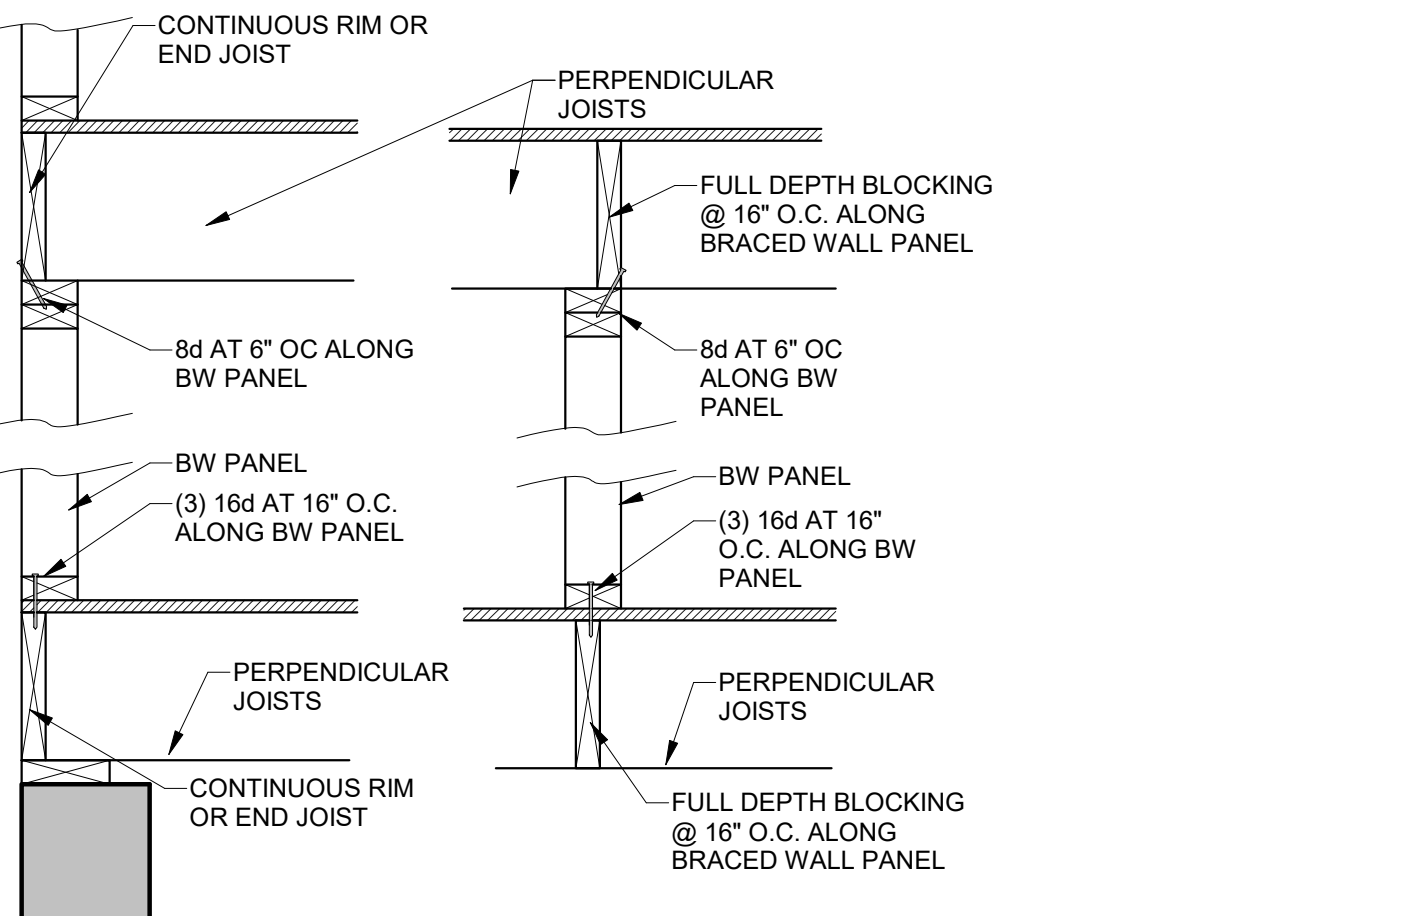 CONTINUOUS RIM OR
END JOIST
PERPENDICULAR
JOISTS
FULL DEPTH BLOCKING
@ 16" O.C. ALONG
BRACED WALL PANEL
8d AT 6" OC ALONG
BW PANEL
8d AT 6" OC
ALONG BW
PANEL
BW PANEL
(3) 16d AT 16" O.C.
ALONG BW PANEL
BW PANEL
(3) 16d AT 16"
O.C. ALONG BW
PANEL
PERPENDICULAR
JOISTS
PERPENDICULAR
JOISTS
CONTINUOUS RIM
OR END JOIST
FULL DEPTH BLOCKING
@ 16" O.C. ALONG
BRACED WALL PANEL